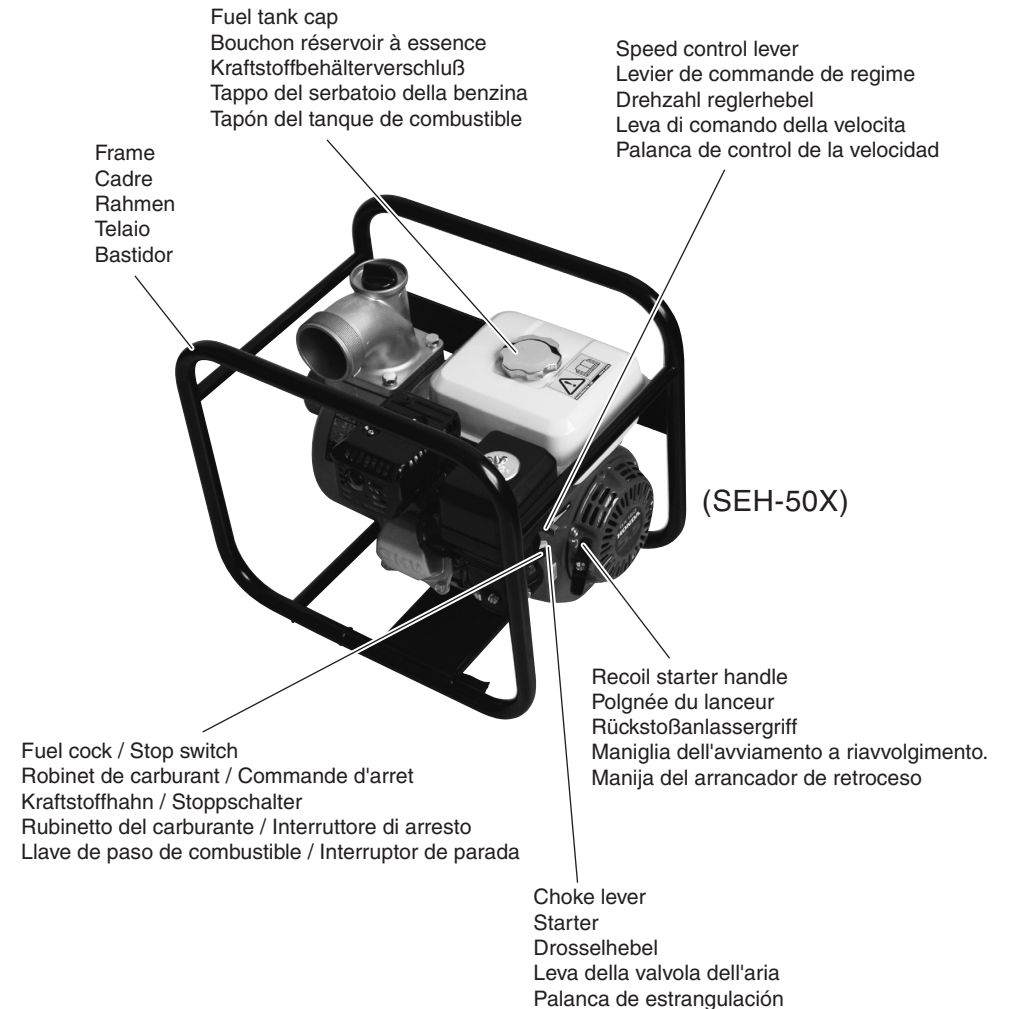 Fuel tank cap
Bouchon réservoir à essence
Kraftstoffbehälterverschluß
Tappo del serbatoio della benzina
Tapón del tanque de combustible
Speed control lever
Levier de commande de regime
Drehzahl reglerhebel
Leva di comando della velocita
Palanca de control de la velocidad
Frame
Cadre
Rahmen
Telaio
Bastidor
(SEH-50X)
HONDA
Recoil starter handle
Polgnée du lanceur
Rückstoßanlassergriff
Maniglia dell'avviamento a riavvolgimento.
Manija del arrancador de retroceso
Fuel cock / Stop switch
Robinet de carburant / Commande d'arret
Kraftstoffhahn / Stoppschalter
Rubinetto del carburante / Interruttore di arresto
Llave de paso de combustible / Interruptor de parada
Choke lever
Starter
Drosselhebel
Leva della valvola dell'aria
Palanca de estrangulación